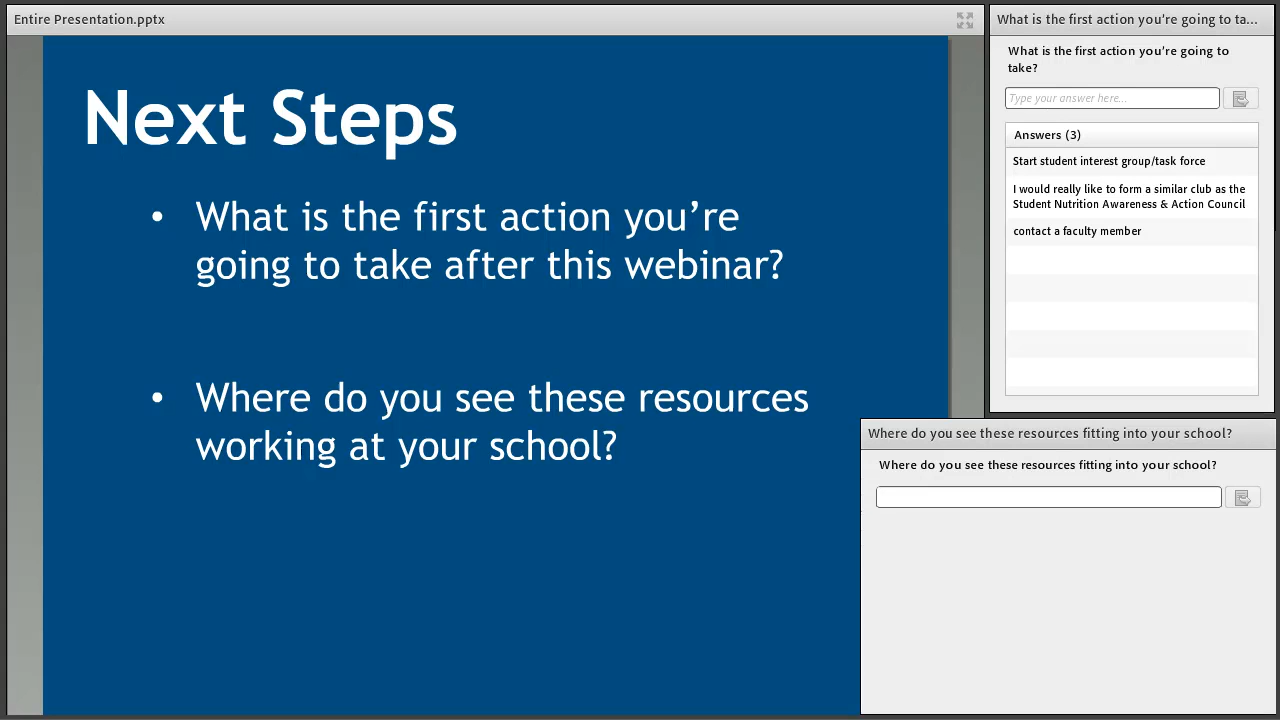 Entire Presentation.pptx
Next Steps
• What is the first action you’re
going to take after this webinar?
• Where do you see these resources
working at your school?
What is the first action you’re going to ta...
What is the first action you’re going to
take?
Type your answer here...
Answers (3)
Start student interest group/task force
I would really like to form a similar club as the
Student Nutrition Awareness & Action Council
contact a faculty member
Where do you see these resources fitting into your school?
Where do you see these resources fitting into your school?